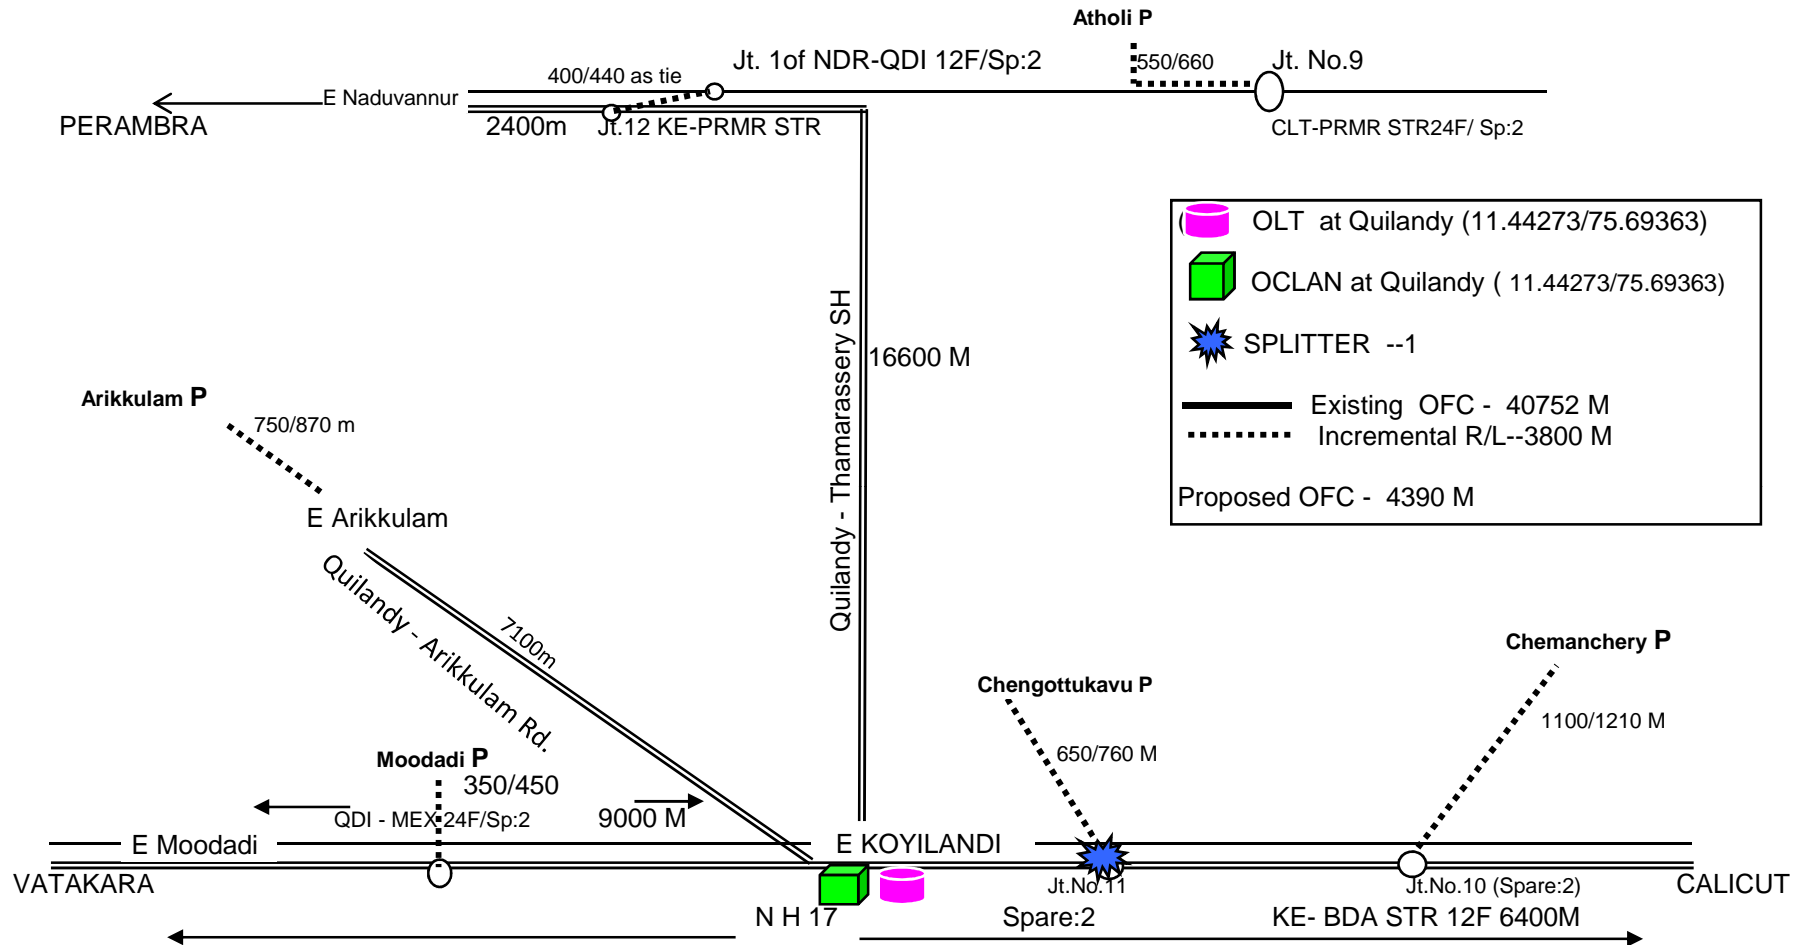 Atholi P
550/660
Jt. No.9
Jt. 1of NDR-QDI 12F/Sp:2
400/440 as tie
E Naduvannur
PERAMBRA
2400m
Jt.12 KE-PRMR STR
CLT-PRMR STR24F/ Sp:2
( OLT at Quilandy (11.44273/75.69363)
OCLAN at Quilandy ( 11.44273/75.69363)
SPLITTER --1
Existing OFC - 40752 M
Incremental R/L--3800 M
Proposed OFC - 4390 M
Quilandy - Thamarassery SH
16600 M
Arikkulam P
750/870 m
E Arikkulam
Quilandy - Arikkulam Rd.
7100m
Chemanchery P
1100/1210 M
Chengottukavu P
650/760 M
Moodadi P
350/450
QDI - MEX 24F/Sp:2
9000 M
E Moodadi
E KOYILANDI
VATAKARA
Jt.No.11
Jt.No.10 (Spare:2)
CALICUT
N H 17
Spare:2
KE- BDA STR 12F 6400M